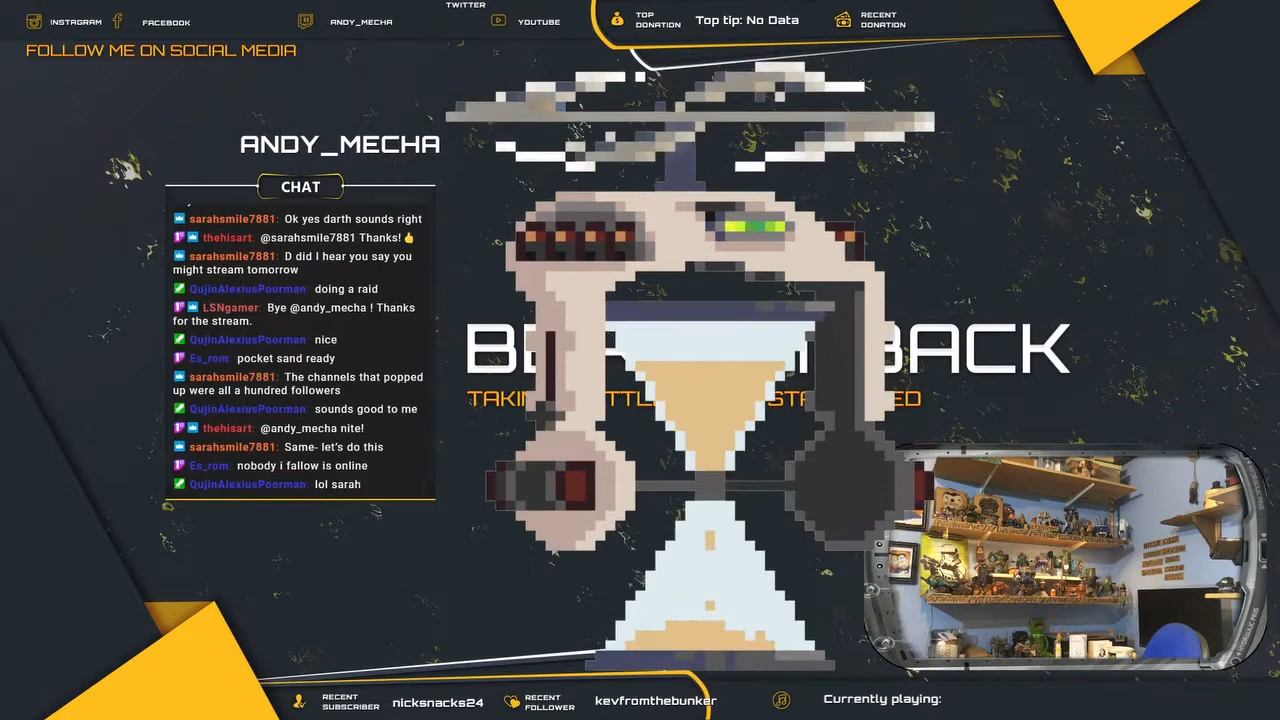 TWITTER
INSTAGRAM
FACEBOOK
ANDY_MECHA
YOUTUBE
TOP DONATION
Top tip: No Data
RECENT DONATION
FOLLOW ME ON SOCIAL MEDIA
ANDY_MECHA
CHAT
sarahsmile7881: Ok yes darth sounds right
thehisart: @sarahsmile7881 Thanks!👍
sarahsmile7881: D did I hear you say you
might stream tomorrow
QujinAlexiusPoorman: doing a raid
LSNgamer: Bye @andy_mecha ! Thanks
for the stream.
QujinAlexiusPoorman: nice
Es_rom: pocket sand ready
sarahsmile7881: The channels that popped
up were all a hundred followers
QujinAlexiusPoorman: sounds good to me
thehisart: @andy_mecha nite!
sarahsmile7881: Same- let's do this
Es_rom: nobody i fallow is online
QujinAlexiusPoorman: lol sarah
BACK
RECENT SUBSCRIBER
nicksnacks24
RECENT FOLLOWER
kevfromthebunker
Currently playing: